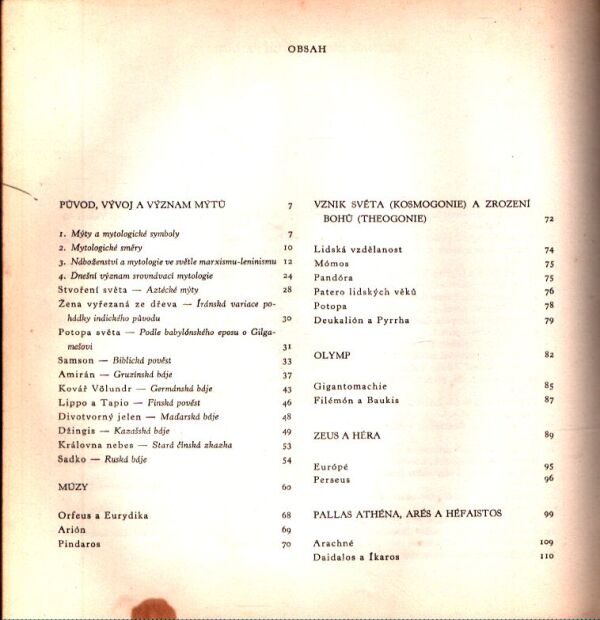 OBSAH
PŮVOD, VÝVOJ A VÝZNAM MÝTŮ 7
1. Mýty a mytologické symboly 7
2. Mytologické směry 10
3. Náboženství a mytologie ve světle marxismu-leninismu 12
4. Dnešní význam srovnávací mytologie 24
Stvoření světa — Aztécké mýty 28
Žena vyřezaná ze dřeva — Íránská variace po-
hádky indického původu 30
Potopa světa — Podle babylónského eposu o Gilga-
mešovi 31
Samson — Biblická pověst 33
Amirán — Gruzínská báje 37
Kovář Völundr — Germánská báje 43
Lippo a Tapio — Finská pověst 46
Divotvorný jelen — Maďarská báje 48
Džingis — Kazašská báje 49
Královna nebes — Stará čínská zkazka 53
Sadko — Ruská báje 54
MÚZY 60
Orfeus a Eurydika 68
Arión 69
Pindaros 70
VZNIK SVĚTA (KOSMOGONIE) A ZROZENÍ
BOHŮ (THEOGONIE) 72
Lidská vzdělanost 74
Mómos 75
Pandóra 75
Patero lidských věků 76
Potopa 78
Deukalión a Pyrrha 79
OLYMP 82
Gigantomachie 85
Filémón a Baukis 87
ZEUS A HÉRA 89
Európé 95
Perseus 96
PALLAS ATHÉNA, ARÉS A HÉFAISTOS 99
Arachné 109
Daidalos a Íkaros 110